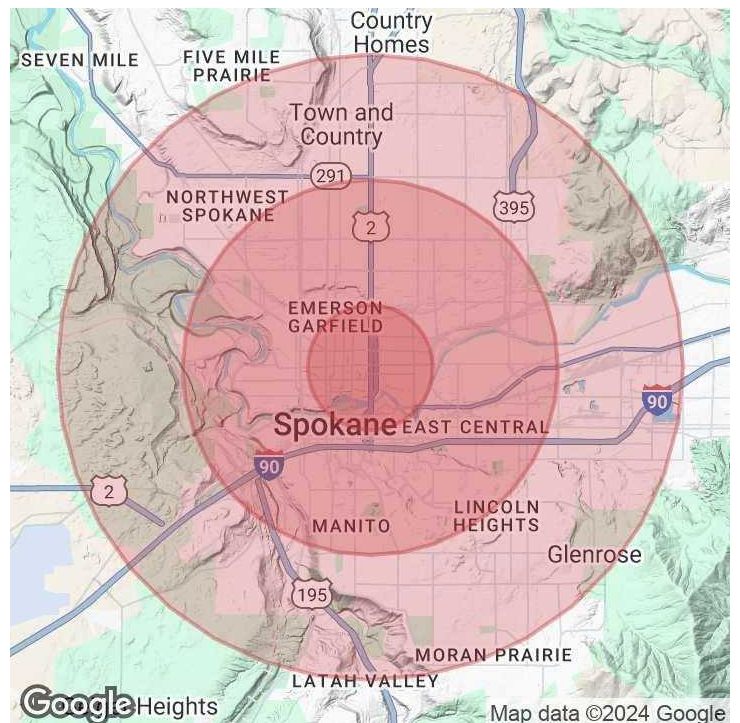 Country
Homes
SEVEN MILE
FIVE MILE
PRAIRIE
Town and
Country
291
NORTHWEST
SPOKANE
395
2
EMERSON
GARFIELD
90
Spokane
EAST CENTRAL
90
2
LINCOLN
HEIGHTS
MANITO
Glenrose
195
MORAN PRAIRIE
LATAH VALLEY
Google
Heights
Map data ©2024 Google